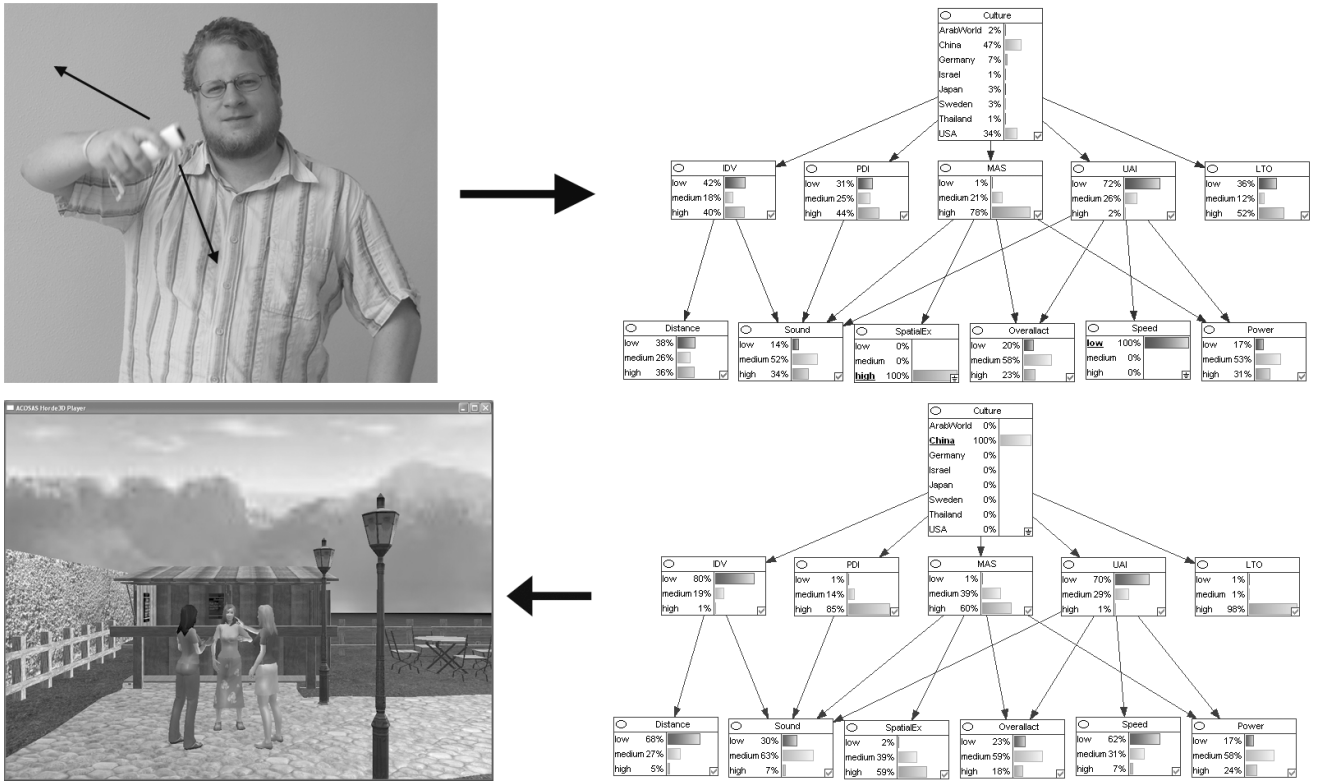 Culture
ArabWorld 2%
China 47%
Germany 7%
Israel 1%
Japan 3%
Sweden 3%
Thailand 1%
USA 34%
IDV
low 42%
medium 18%
high 40%
PDI
low 31%
medium 25%
high 44%
MAS
low 1%
medium 21%
high 78%
UAI
low 72%
medium 26%
high 2%
LTO
low 36%
medium 12%
high 52%
Distance
low 38%
medium 26%
high 36%
Sound
low 14%
medium 52%
high 34%
SpatialEx
low 0%
medium 0%
high 100%
Overallact
low 20%
medium 58%
high 23%
Speed
low 100%
medium 0%
high 0%
Power
low 17%
medium 53%
high 31%
ACOSAS Horde3D Player
Culture
ArabWorld 0%
China 100%
Germany 0%
Israel 0%
Japan 0%
Sweden 0%
Thailand 0%
USA 0%
IDV
low 80%
medium 19%
high 1%
PDI
low 1%
medium 14%
high 85%
MAS
low 1%
medium 39%
high 60%
UAI
low 70%
medium 29%
high 1%
LTO
low 1%
medium 1%
high 98%
Distance
low 68%
medium 27%
high 5%
Sound
low 30%
medium 63%
high 7%
SpatialEx
low 2%
medium 39%
high 59%
Overallact
low 23%
medium 59%
high 18%
Speed
low 62%
medium 31%
high 7%
Power
low 17%
medium 58%
high 24%